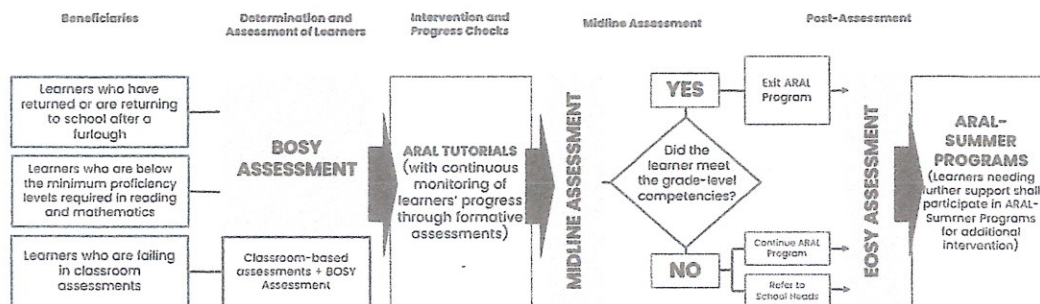 Beneficiaries
Determination and
Assessment of Learners
Intervention and
Progress Checks
Midline Assessment
Post-Assessment
Learners who have
returned or are returning
to school after a
furlough
Learners who are below
the minimum proficiency
levels required in reading
and mathematics
Learners who are failing
in classroom
assessments
BOSY
ASSESSMENT
Classroom-based
assessments + BOSY
Assessment
ARAL TUTORIALS
(with continuous
monitoring of
learners' progress
through formative
assessments)
MIDLINE ASSESSMENT
YES
Did the
learner meet
the grade-level
competencies?
NO
Exit ARAL
Program
Continue ARAL
Program
Refer to
School Heads
EOSY ASSESSMENT
ARAL-
SUMMER
PROGRAMS
(Learners needing
further support shall
participate in ARAL-
Summer Programs
for additional
intervention)